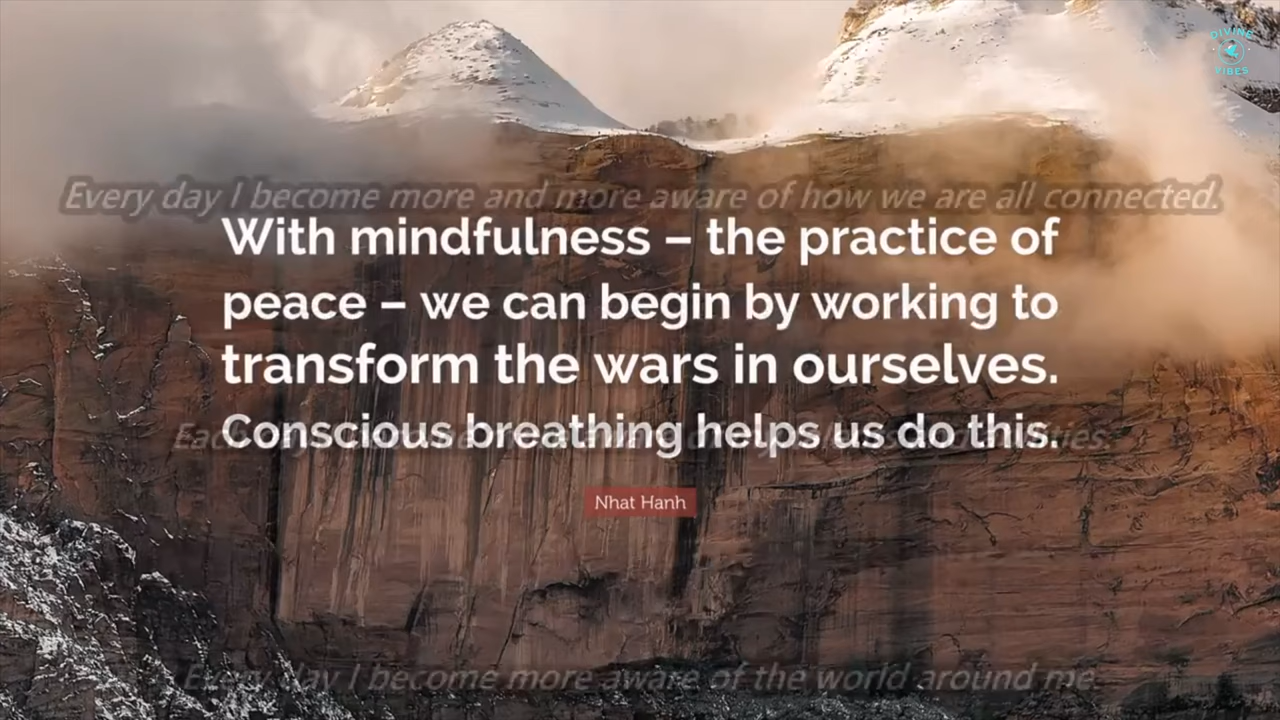 DIVINE
VIBES
Every day I become more and more aware of how we are all connected.
With mindfulness – the practice of
peace – we can begin by working to
transform the wars in ourselves.
Conscious breathing helps us do this.
Nhat Hanh
Every day I become more aware of the world around me